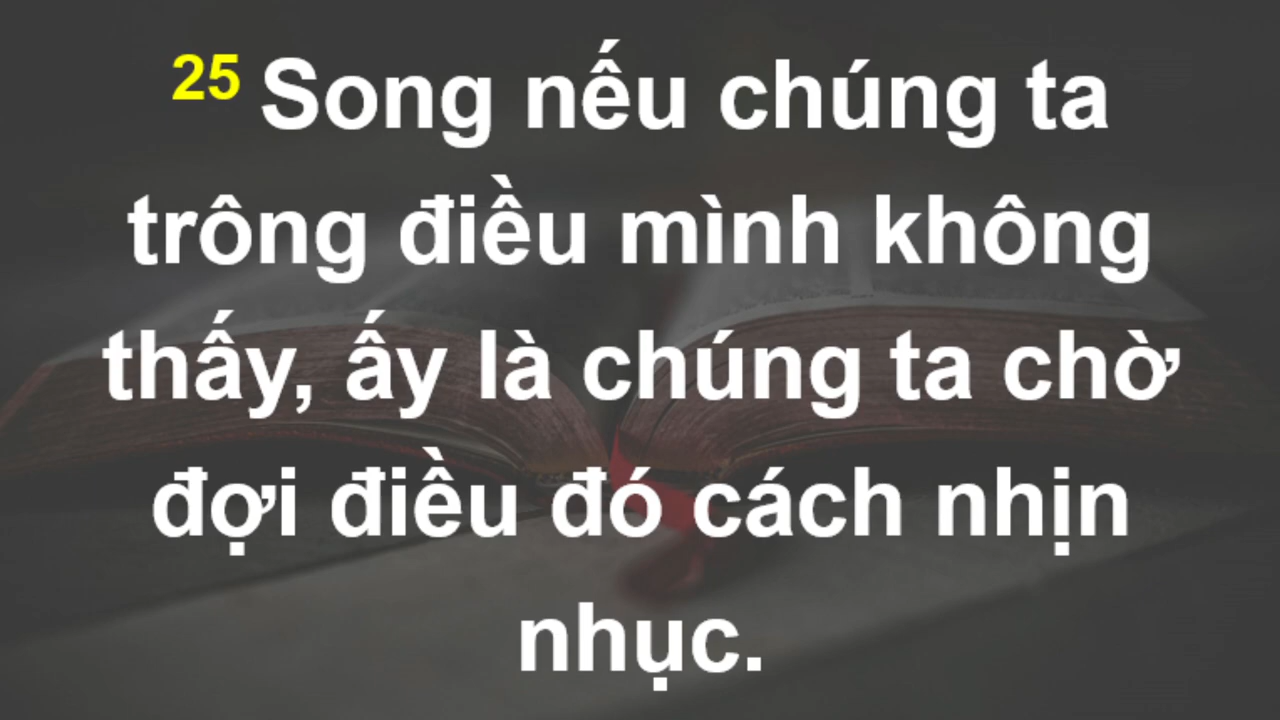 25 Song nếu chúng ta
trông điều mình không
thấy, ấy là chúng ta chờ
đợi điều đó cách nhịn
nhục.